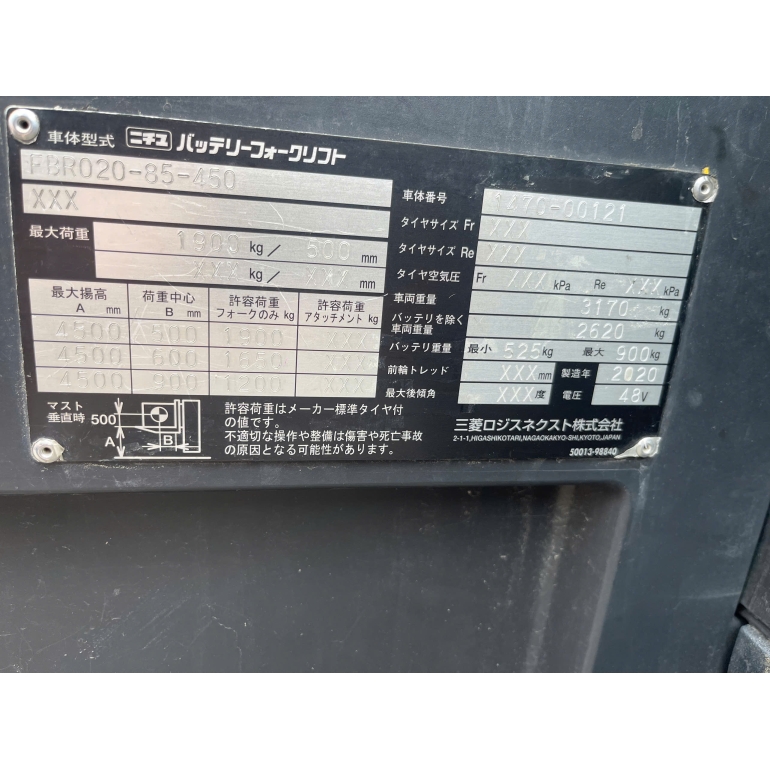 車体型式 ニチユ バッテリーフォークリフト
FBR020-85-450
XXX
最大荷重 1900 kg/ 500 mm
XXX kg/ XXX mm
最大揚高 A mm 荷重中心 B mm 許容荷重 フォークのみ kg 許容荷重 アタッチメント kg
4500 500 1900 XXX
4500 600 1650 XXX
4500 900 1200 XXX
マスト垂直時 500 A B
許容荷重はメーカー標準タイヤ付
の値です。
不適切な操作や整備は傷害や死亡事故
の原因となる可能性があります。
車体番号 1470-00121
タイヤサイズ Fr XXX
タイヤサイズ Re XXX
タイヤ空気圧 Fr XXX kPa Re XXX kPa
車両重量 3170 kg
バッテリを除く
車両重量 2620 kg
バッテリ重量 最小 525 kg 最大 900 kg
前輪トレッド XXX mm 製造年 2020
最大後傾角 XXX 度 電圧 48 V
三菱ロジスネクスト株式会社
2-1-1,HIGASHIKOTARI,NAGAOKAKYO-SHI,KYOTO,JAPAN
50013-98840